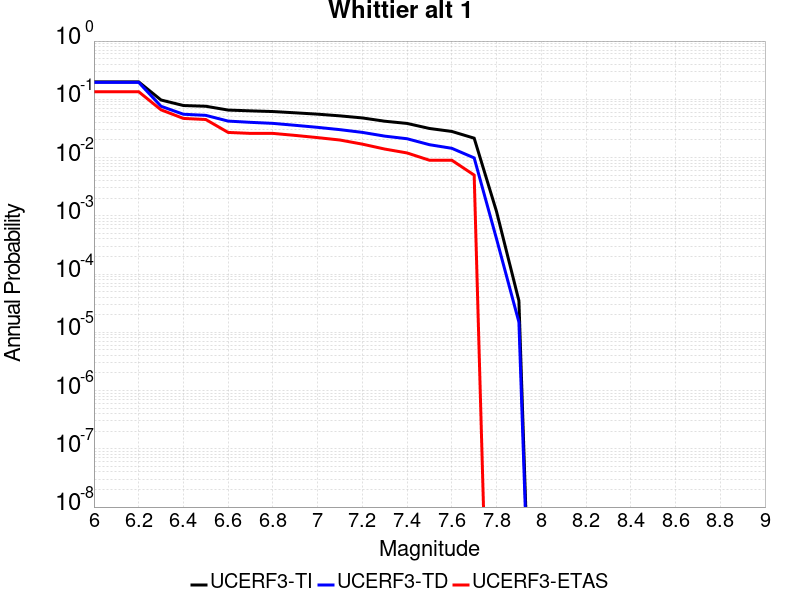 Whittier alt 1
10^0
10^-1
10^-2
10^-3
10^-4
10^-5
10^-6
10^-7
10^-8
Annual Probability
6 6.2 6.4 6.6 6.8 7 7.2 7.4 7.6 7.8 8 8.2 8.4 8.6 8.8 9
Magnitude
UCERF3-TI UCERF3-TD UCERF3-ETAS